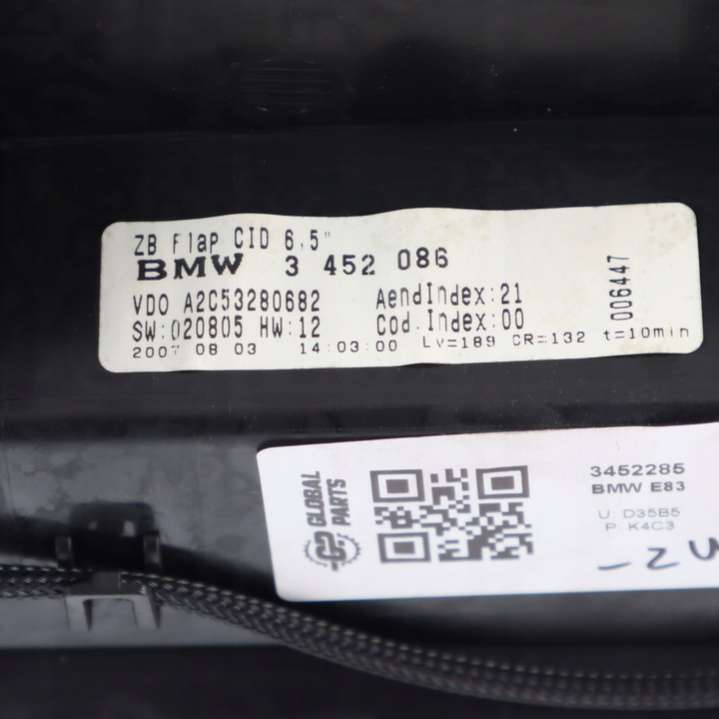 ZB Flap CID 6,5"
BMW 3 452 086
VDO A2C53280682 AendIndex:21
SW:020805 HW:12 Cod.Index:00
2007 08 03 14:03:00 Lv=189 CR=132 t=10min
006447
GP GLOBAL PARTS
3452285
BMW E83
U: D35B5
P: K4C3